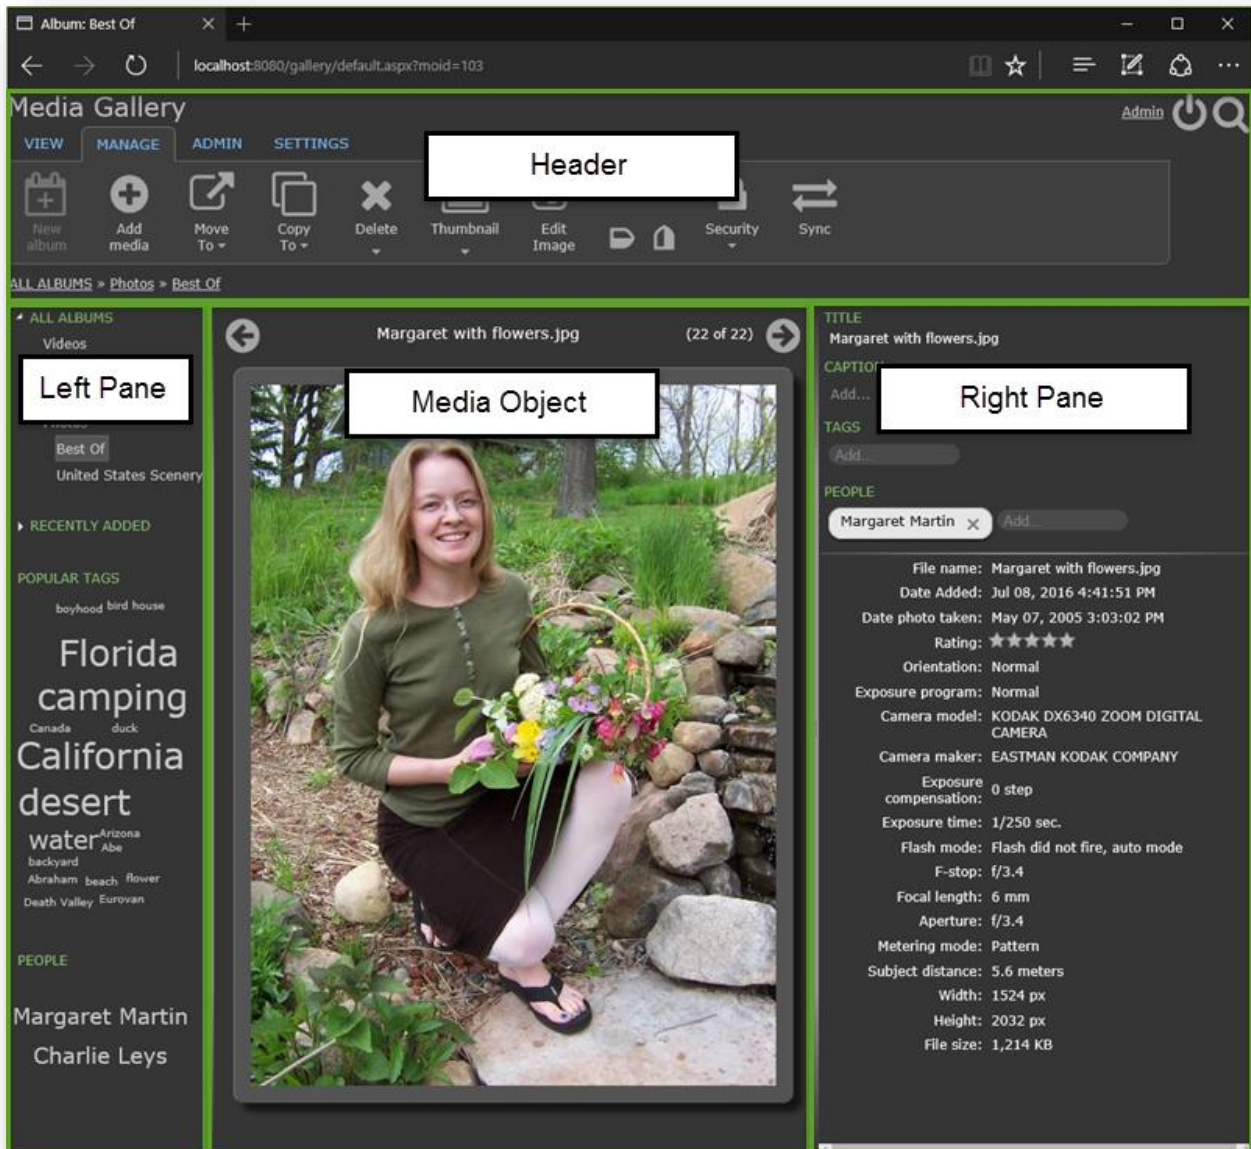 Album: Best Of
localhost:8080/gallery/default.aspx?moid=103
Media Gallery
Admin
VIEW MANAGE ADMIN SETTINGS
Header
New album
Add media
Move To
Copy To
Delete
Thumbnail
Edit Image
Security
Sync
ALL ALBUMS » Photos » Best Of
ALL ALBUMS
Videos
Left Pane
Photos
Best Of
United States Scenery
RECENTLY ADDED
POPULAR TAGS
boyhood bird house
Florida
camping
Canada duck
California
desert
water Arizona
Abe
backyard
Abraham beach flower
Death Valley Eurovan
PEOPLE
Margaret Martin
Charlie Leys
Margaret with flowers.jpg (22 of 22)
Media Object
TITLE
Margaret with flowers.jpg
CAPTION
Add...
Right Pane
TAGS
Add...
PEOPLE
Margaret Martin Add...
File name: Margaret with flowers.jpg
Date Added: Jul 08, 2016 4:41:51 PM
Date photo taken: May 07, 2005 3:03:02 PM
Rating:
Orientation: Normal
Exposure program: Normal
Camera model: KODAK DX6340 ZOOM DIGITAL
CAMERA
Camera maker: EASTMAN KODAK COMPANY
Exposure compensation: 0 step
Exposure time: 1/250 sec.
Flash mode: Flash did not fire, auto mode
F-stop: f/3.4
Focal length: 6 mm
Aperture: f/3.4
Metering mode: Pattern
Subject distance: 5.6 meters
Width: 1524 px
Height: 2032 px
File size: 1,214 KB